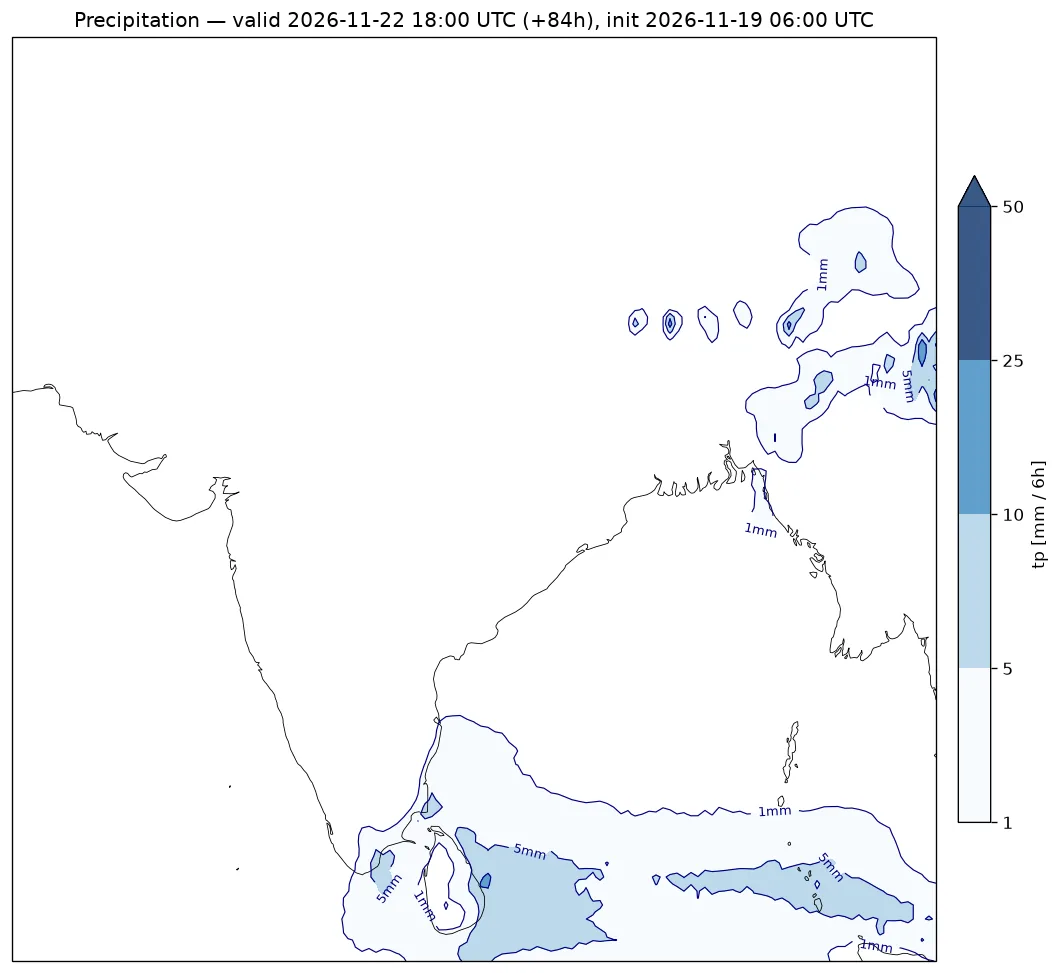 Precipitation — valid 2026-11-22 18:00 UTC (+84h), init 2026-11-19 06:00 UTC
50
25
10
5
1
tp [mm / 6h]
1mm
1mm
5mm
1mm
1mm
5mm
5mm
5mm
1mm
1mm